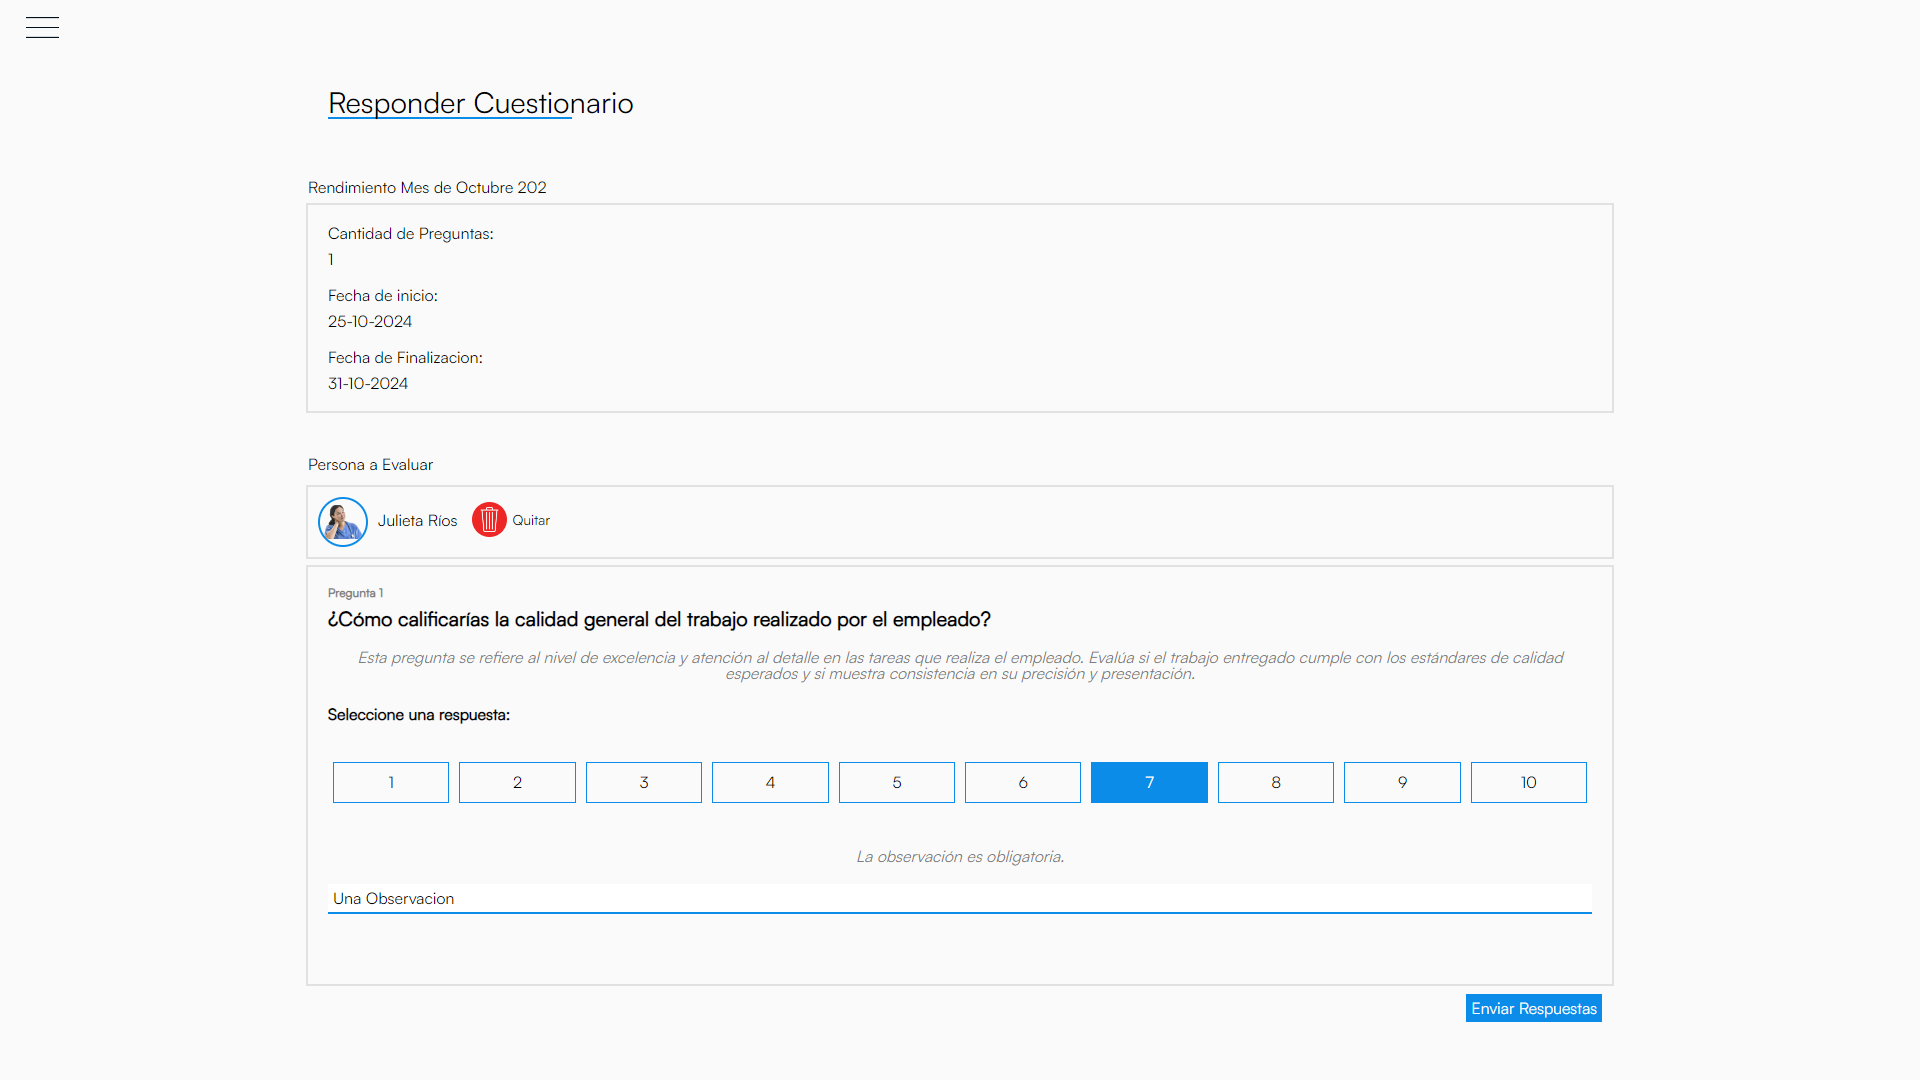 Responder Cuestionario
Rendimiento Mes de Octubre 202
Cantidad de Preguntas:
1
Fecha de inicio:
25-10-2024
Fecha de Finalizacion:
31-10-2024
Persona a Evaluar
Julieta Ríos Quitar
Pregunta 1
¿Cómo calificarías la calidad general del trabajo realizado por el empleado?
Esta pregunta se refiere al nivel de excelencia y atención al detalle en las tareas que realiza el empleado. Evalúa si el trabajo entregado cumple con los estándares de calidad
esperados y si muestra consistencia en su precisión y presentación.
Seleccione una respuesta:
1 2 3 4 5 6 7 8 9 10
La observación es obligatoria.
Una Observacion
Enviar Respuestas